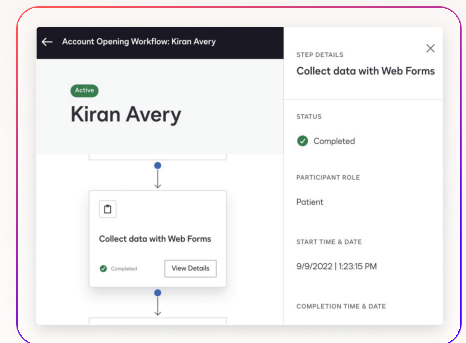 Account Opening Workflow: Kiran Avery
Active
Kiran Avery
Collect data with Web Forms
Completed
View Details
STEP DETAILS
Collect data with Web Forms
STATUS
Completed
PARTICIPANT ROLE
Patient
START TIME & DATE
9/9/2022 | 1:23:15 PM
COMPLETION TIME & DATE